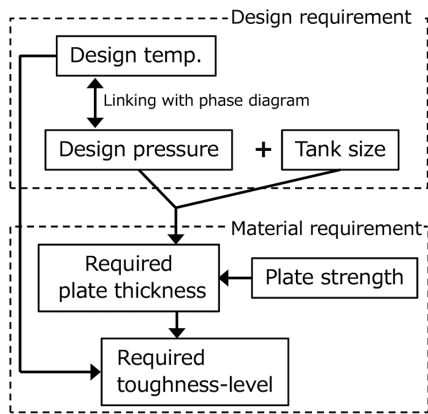 Design requirement
Design temp.
Linking with phase diagram
Design pressure
+
Tank size
Material requirement
Required
plate thickness
Plate strength
Required
toughness-level